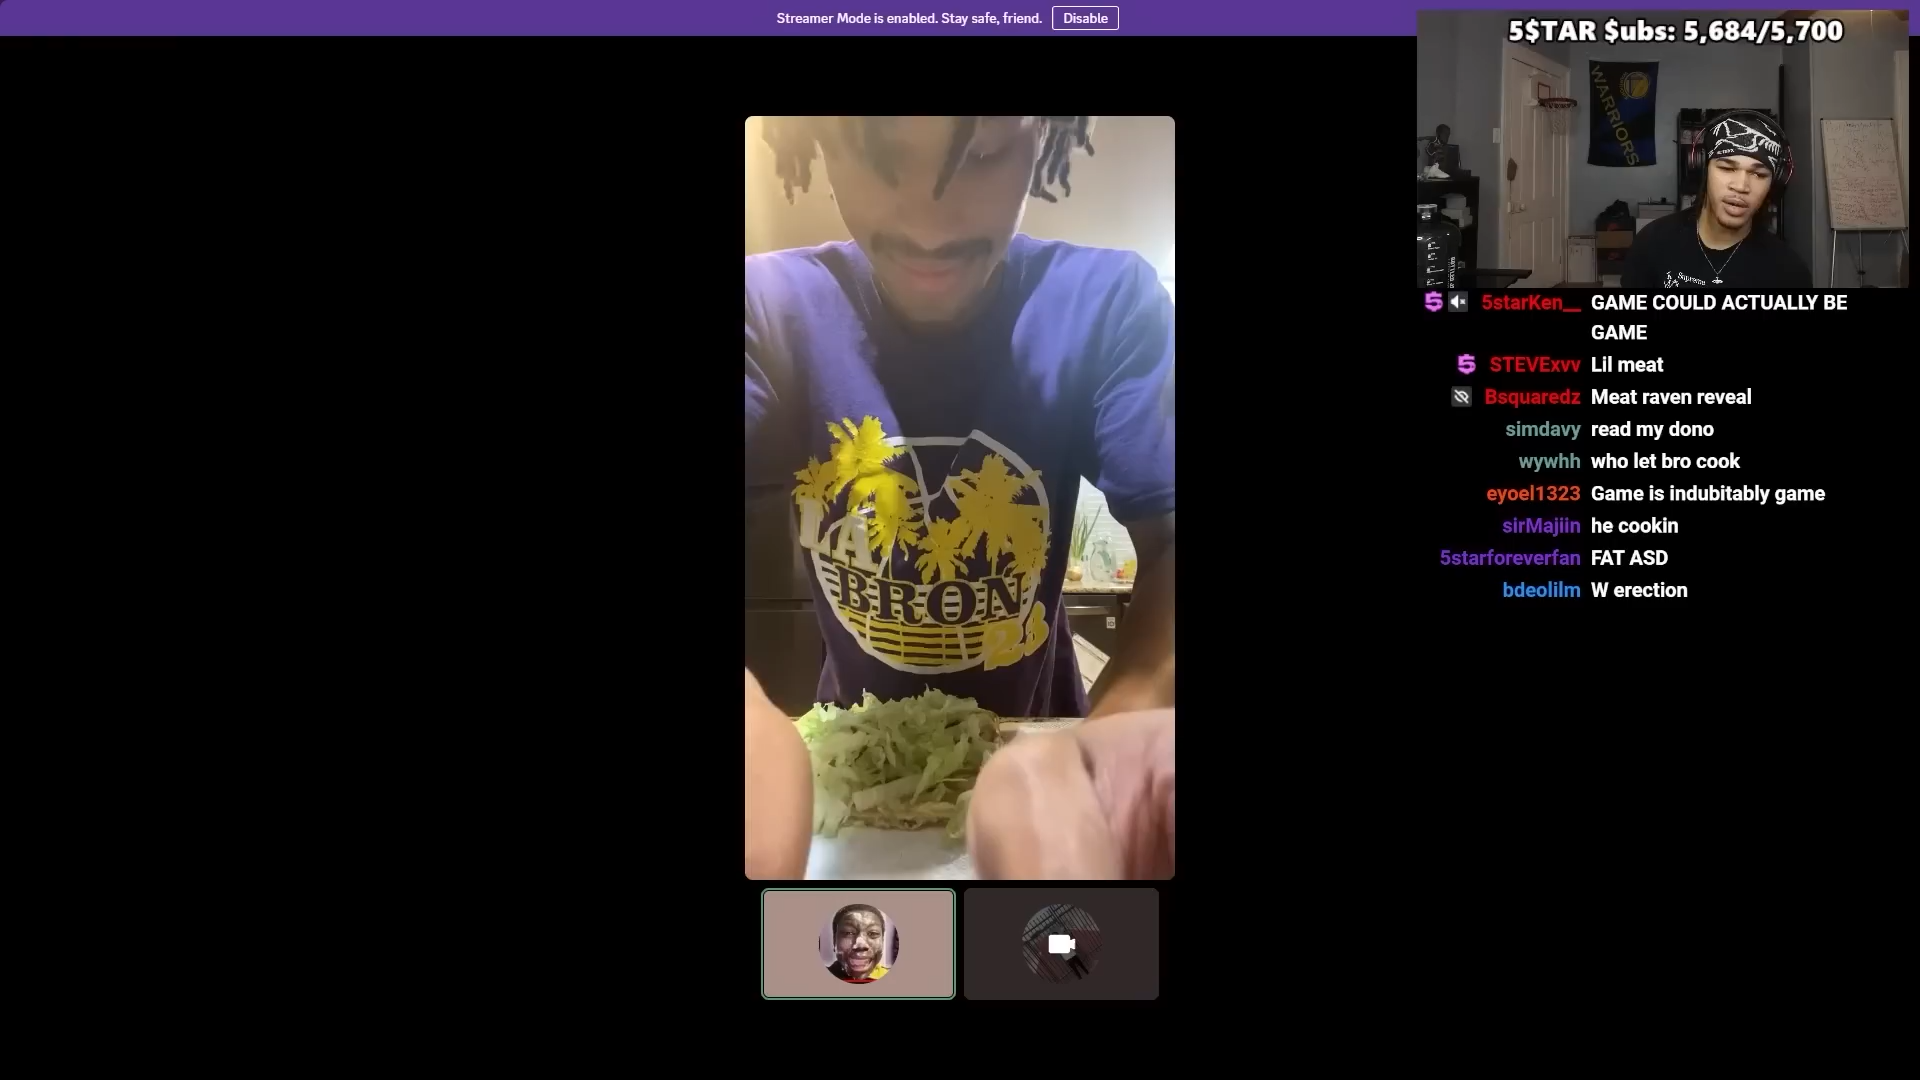 Streamer Mode is enabled. Stay safe, friend. Disable
5$TAR $ubs: 5,684/5,700
WARRIORS
Supreme
LA
BRON
23
5starKen__ GAME COULD ACTUALLY BE
GAME
STEVExvv Lil meat
Bsquaredz Meat raven reveal
simdavy read my dono
wywhh who let bro cook
eyoel1323 Game is indubitably game
sirMajiin he cookin
5starforeverfan FAT ASD
bdeolilm W erection